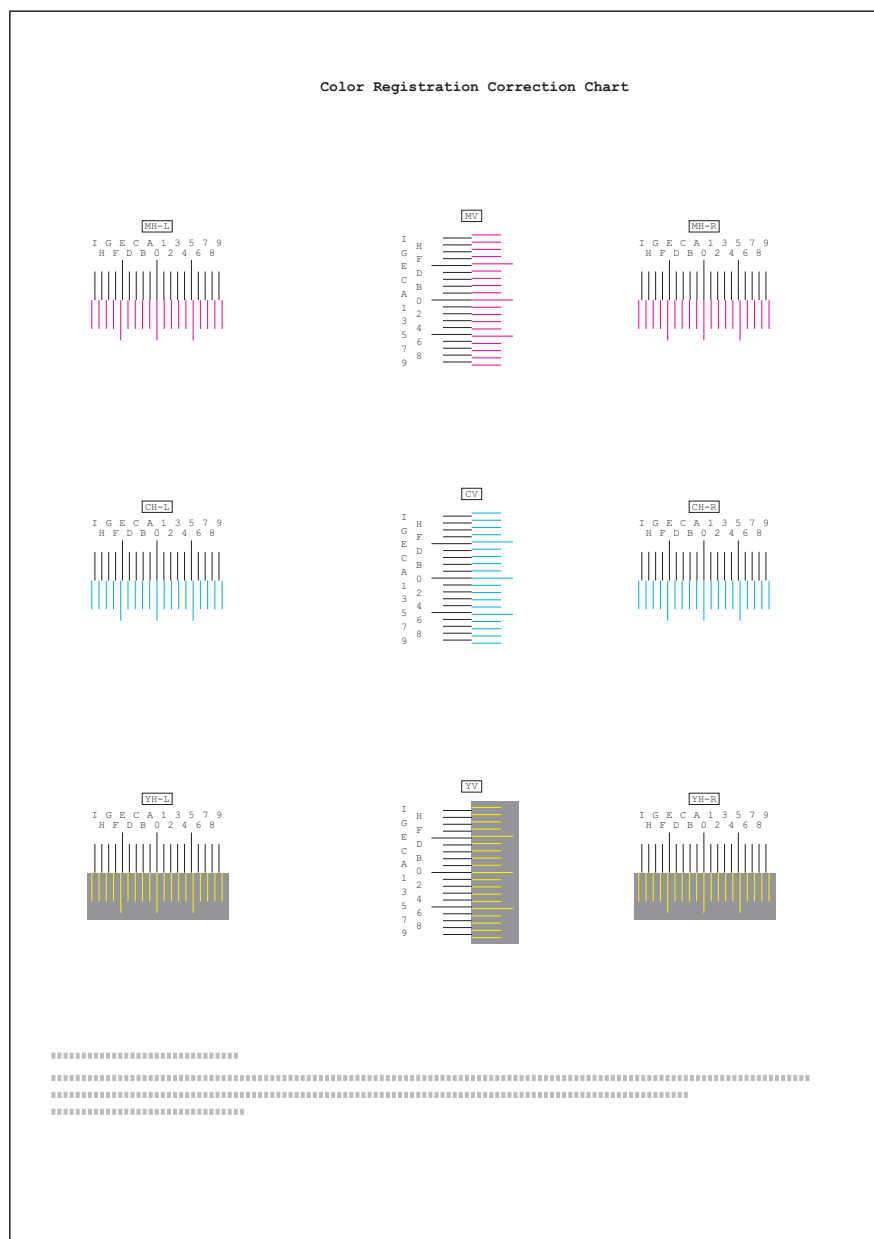 Color Registration Correction Chart
MH-L
I G E C A 1 3 5 7 9
H F D B 0 2 4 6 8
MV
I
H
G
F
E
D
C
B
A
0
1
2
3
4
5
6
7
8
9
MH-R
I G E C A 1 3 5 7 9
H F D B 0 2 4 6 8
CH-L
I G E C A 1 3 5 7 9
H F D B 0 2 4 6 8
CV
I
H
G
F
E
D
C
B
A
0
1
2
3
4
5
6
7
8
9
CH-R
I G E C A 1 3 5 7 9
H F D B 0 2 4 6 8
YH-L
I G E C A 1 3 5 7 9
H F D B 0 2 4 6 8
YV
I
H
G
F
E
D
C
B
A
0
1
2
3
4
5
6
7
8
9
YH-R
I G E C A 1 3 5 7 9
H F D B 0 2 4 6 8